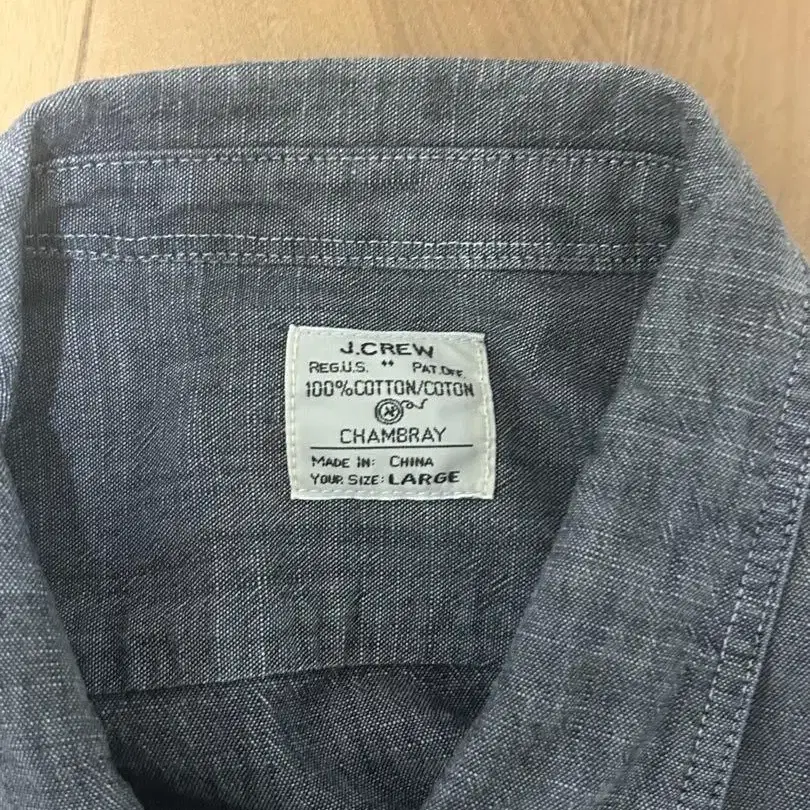 J.CREW
REG.U.S. PAT.OFF.
100%COTTON/COTON
CHAMBRAY
MADE IN: CHINA
YOUR SIZE: LARGE